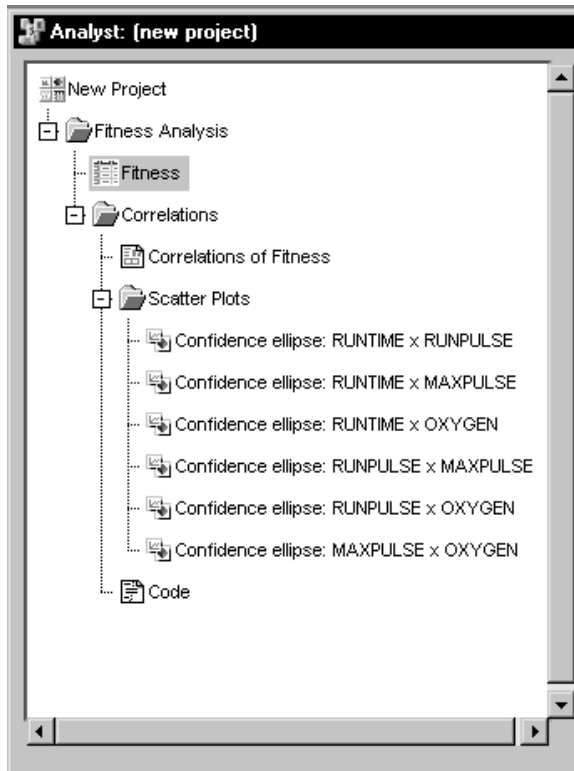 Analyst: (new project)
New Project
Fitness Analysis
Fitness
Correlations
Correlations of Fitness
Scatter Plots
Confidence ellipse: RUNTIME x RUNPULSE
Confidence ellipse: RUNTIME x MAXPULSE
Confidence ellipse: RUNTIME x OXYGEN
Confidence ellipse: RUNPULSE x MAXPULSE
Confidence ellipse: RUNPULSE x OXYGEN
Confidence ellipse: MAXPULSE x OXYGEN
Code